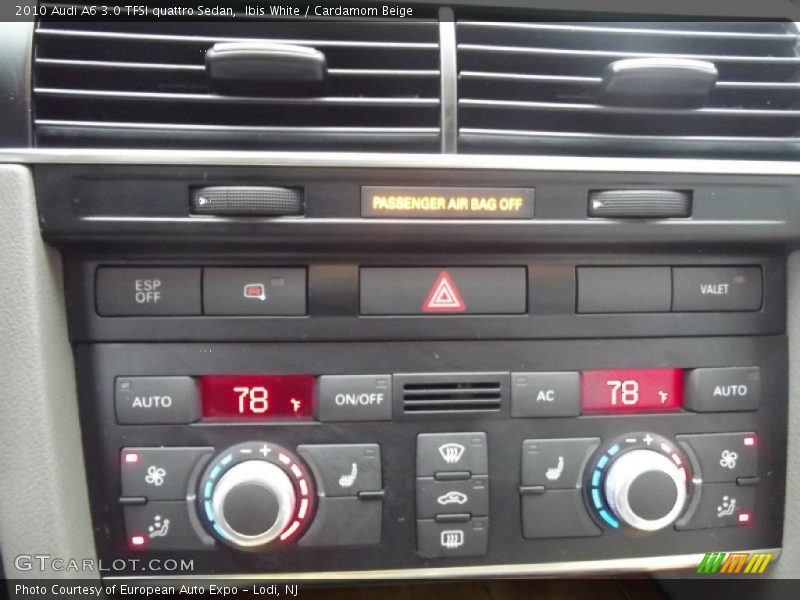 2010 Audi A6 3.0 TFSI quattro Sedan, Ibis White / Cardamom Beige
PASSENGER AIR BAG OFF
ESP
OFF
VALET
AUTO
78 °F
ON/OFF
AC
78 °F
AUTO
- +
- +
GTcarlot.com
Photo Courtesy of European Auto Expo - Lodi, NJ